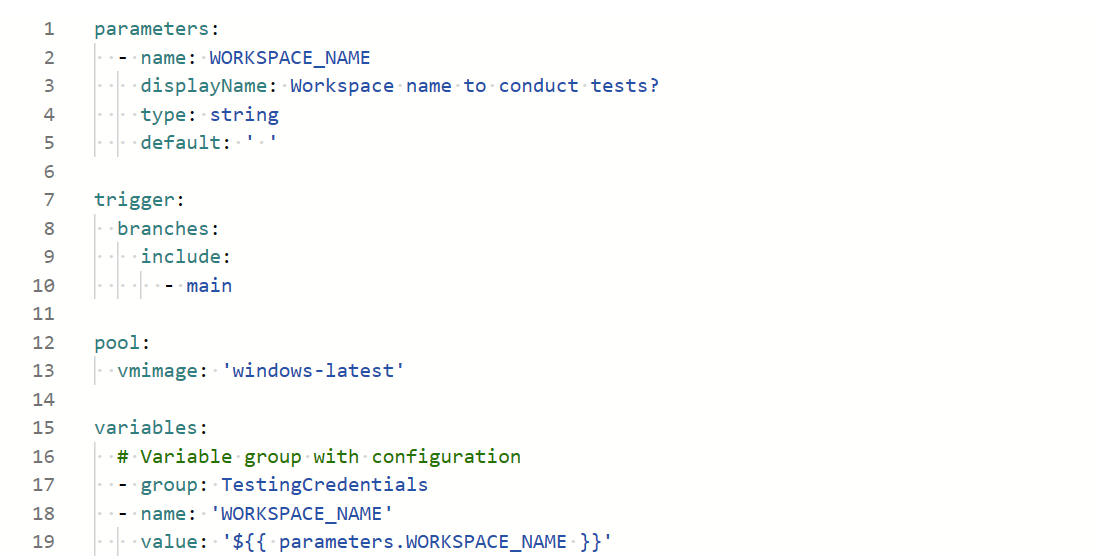 1 parameters:
2   - name: WORKSPACE_NAME
3     displayName: Workspace name to conduct tests?
4     type: string
5     default: ' '
6
7 trigger:
8   branches:
9     include:
10       - main
11
12 pool:
13   vmimage: 'windows-latest'
14
15 variables:
16   # Variable group with configuration
17   - group: TestingCredentials
18   - name: 'WORKSPACE_NAME'
19     value: '${{ parameters.WORKSPACE_NAME }}'